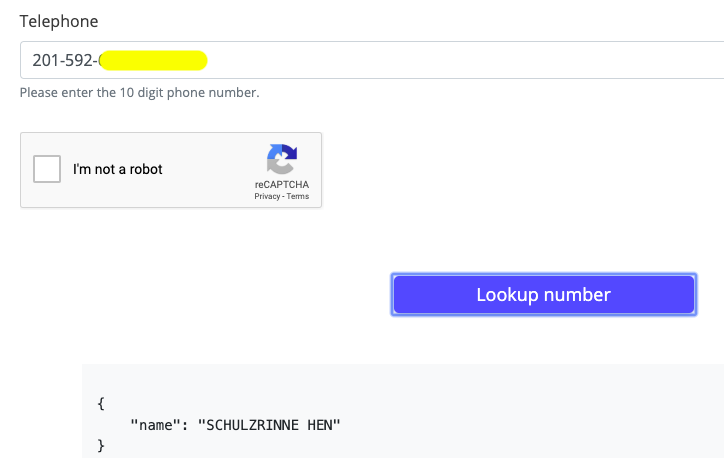 Telephone
201-592-
Please enter the 10 digit phone number.
I'm not a robot
reCAPTCHA
Privacy - Terms
Lookup number
{
"name": "SCHULZRINNE HEN"
}